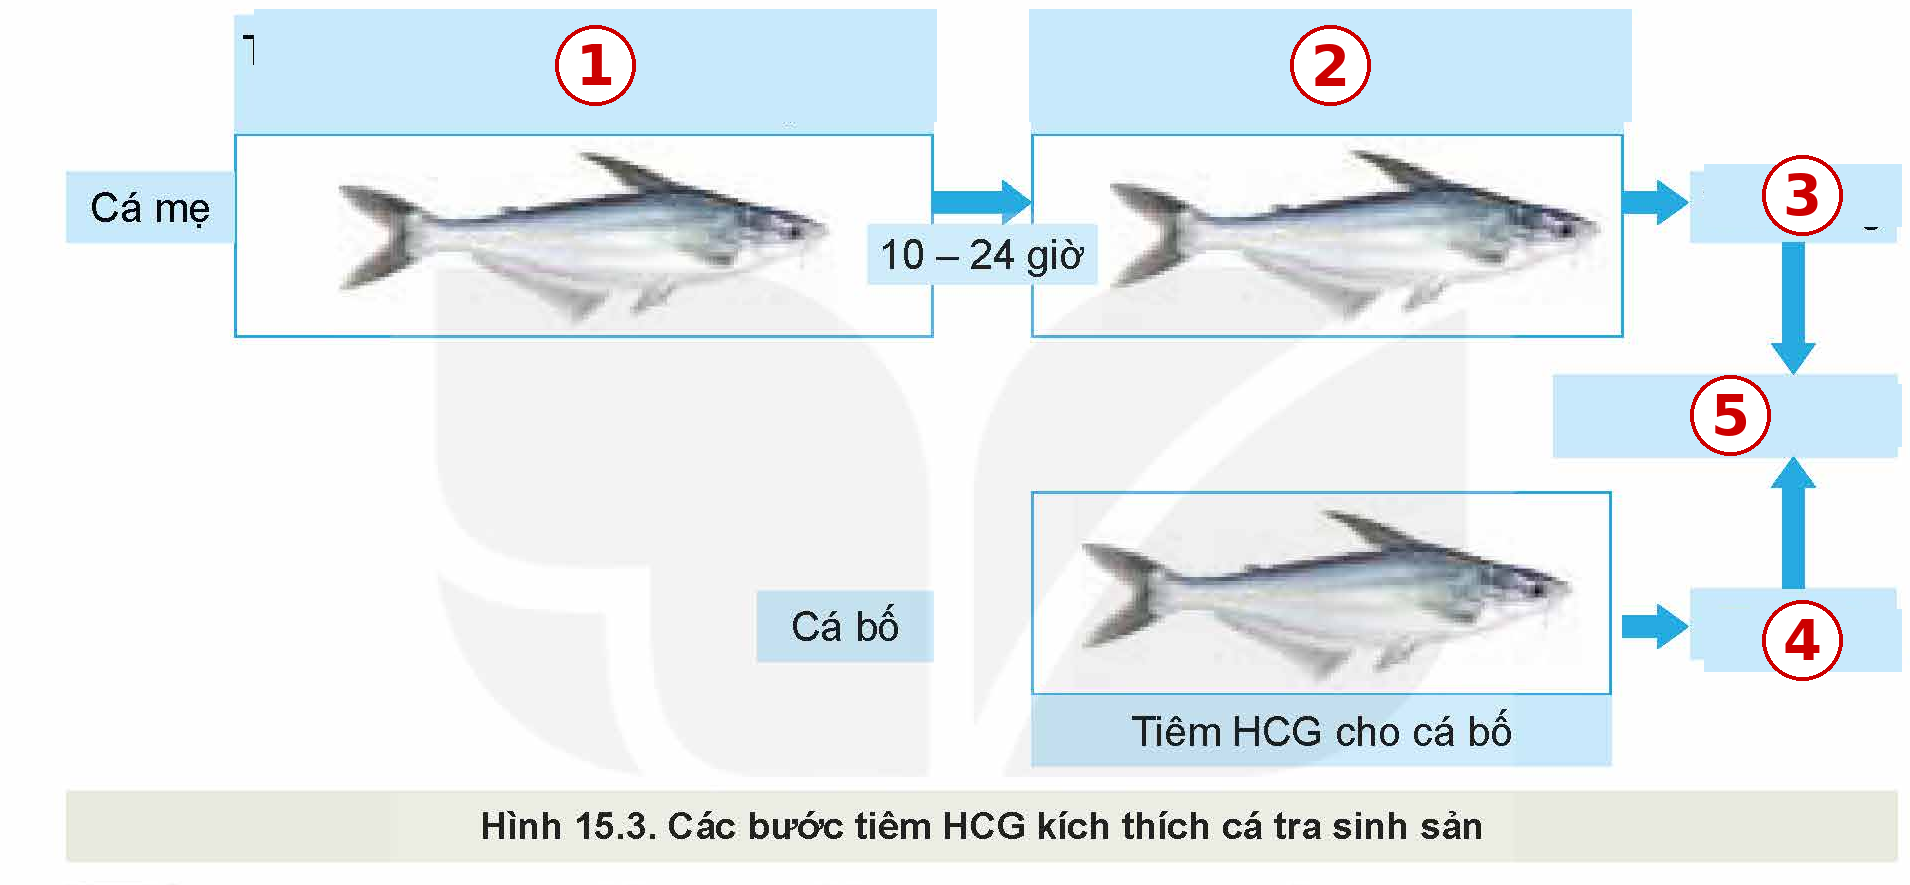 1
2
Cá mẹ
3
10 – 24 giờ
5
Cá bố
4
Tiêm HCG cho cá bố
Hình 15.3. Các bước tiêm HCG kích thích cá tra sinh sản